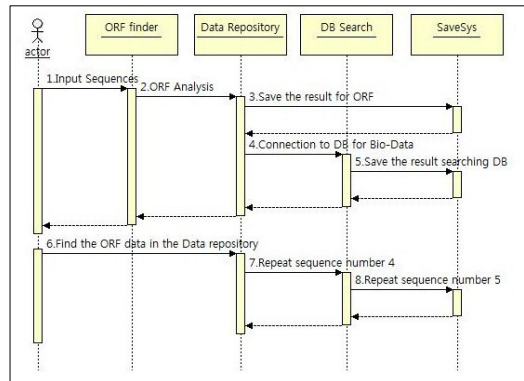 ORF finder
Data Repository
DB Search
SaveSys
actor
1.Input Sequences
2.ORF Analysis
3.Save the result for ORF
4.Connection to DB for Bio-Data
5.Save the result searching DB
6.Find the ORF data in the Data repository
7.Repeat sequence number 4
8.Repeat sequence number 5